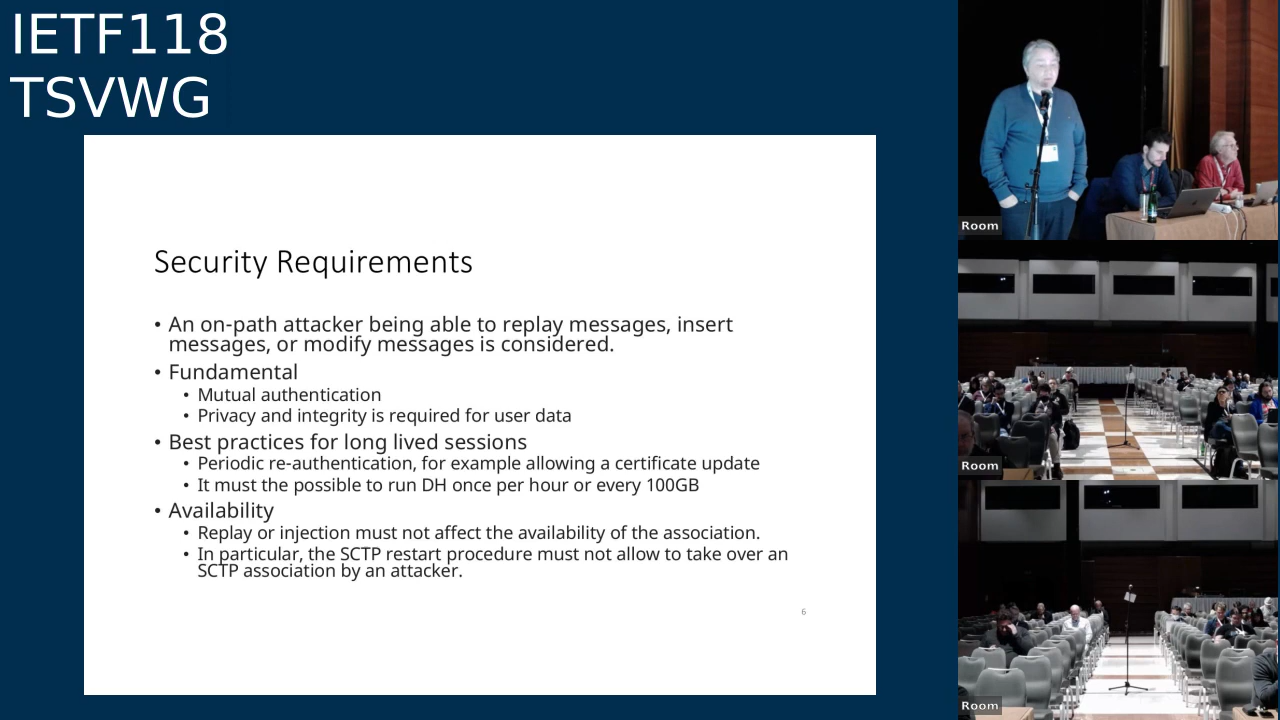 IETF118
TSVWG
Security Requirements
• An on-path attacker being able to replay messages, insert
messages, or modify messages is considered.
• Fundamental
• Mutual authentication
• Privacy and integrity is required for user data
• Best practices for long lived sessions
• Periodic re-authentication, for example allowing a certificate update
• It must the possible to run DH once per hour or every 100GB
• Availability
• Replay or injection must not affect the availability of the association.
• In particular, the SCTP restart procedure must not allow to take over an
SCTP association by an attacker.
6
Room
Room
Room